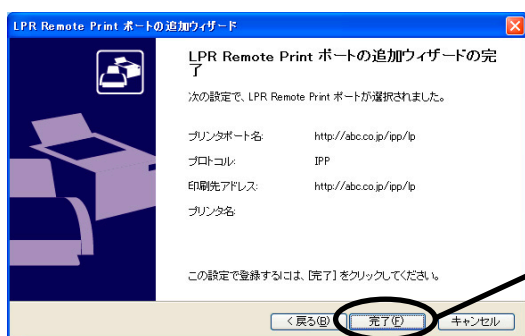 LPR Remote Print ポートの追加ウィザード
LPR Remote Print ポートの追加ウィザードの完
了
次の設定で、LPR Remote Print ポートが選択されました。
プリンタポート名: http://abc.co.jp/ipp/lp
プロトコル: IPP
印刷先アドレス: http://abc.co.jp/ipp/lp
プリンタ名:
この設定で登録するには、[完了] をクリックしてください。
< 戻る(B) 完了(F) キャンセル